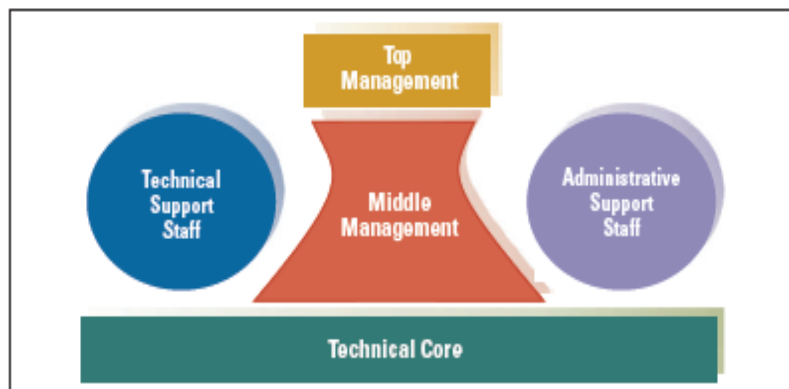 Top
Management
Technical
Support
Staff
Middle
Management
Administrative
Support
Staff
Technical Core